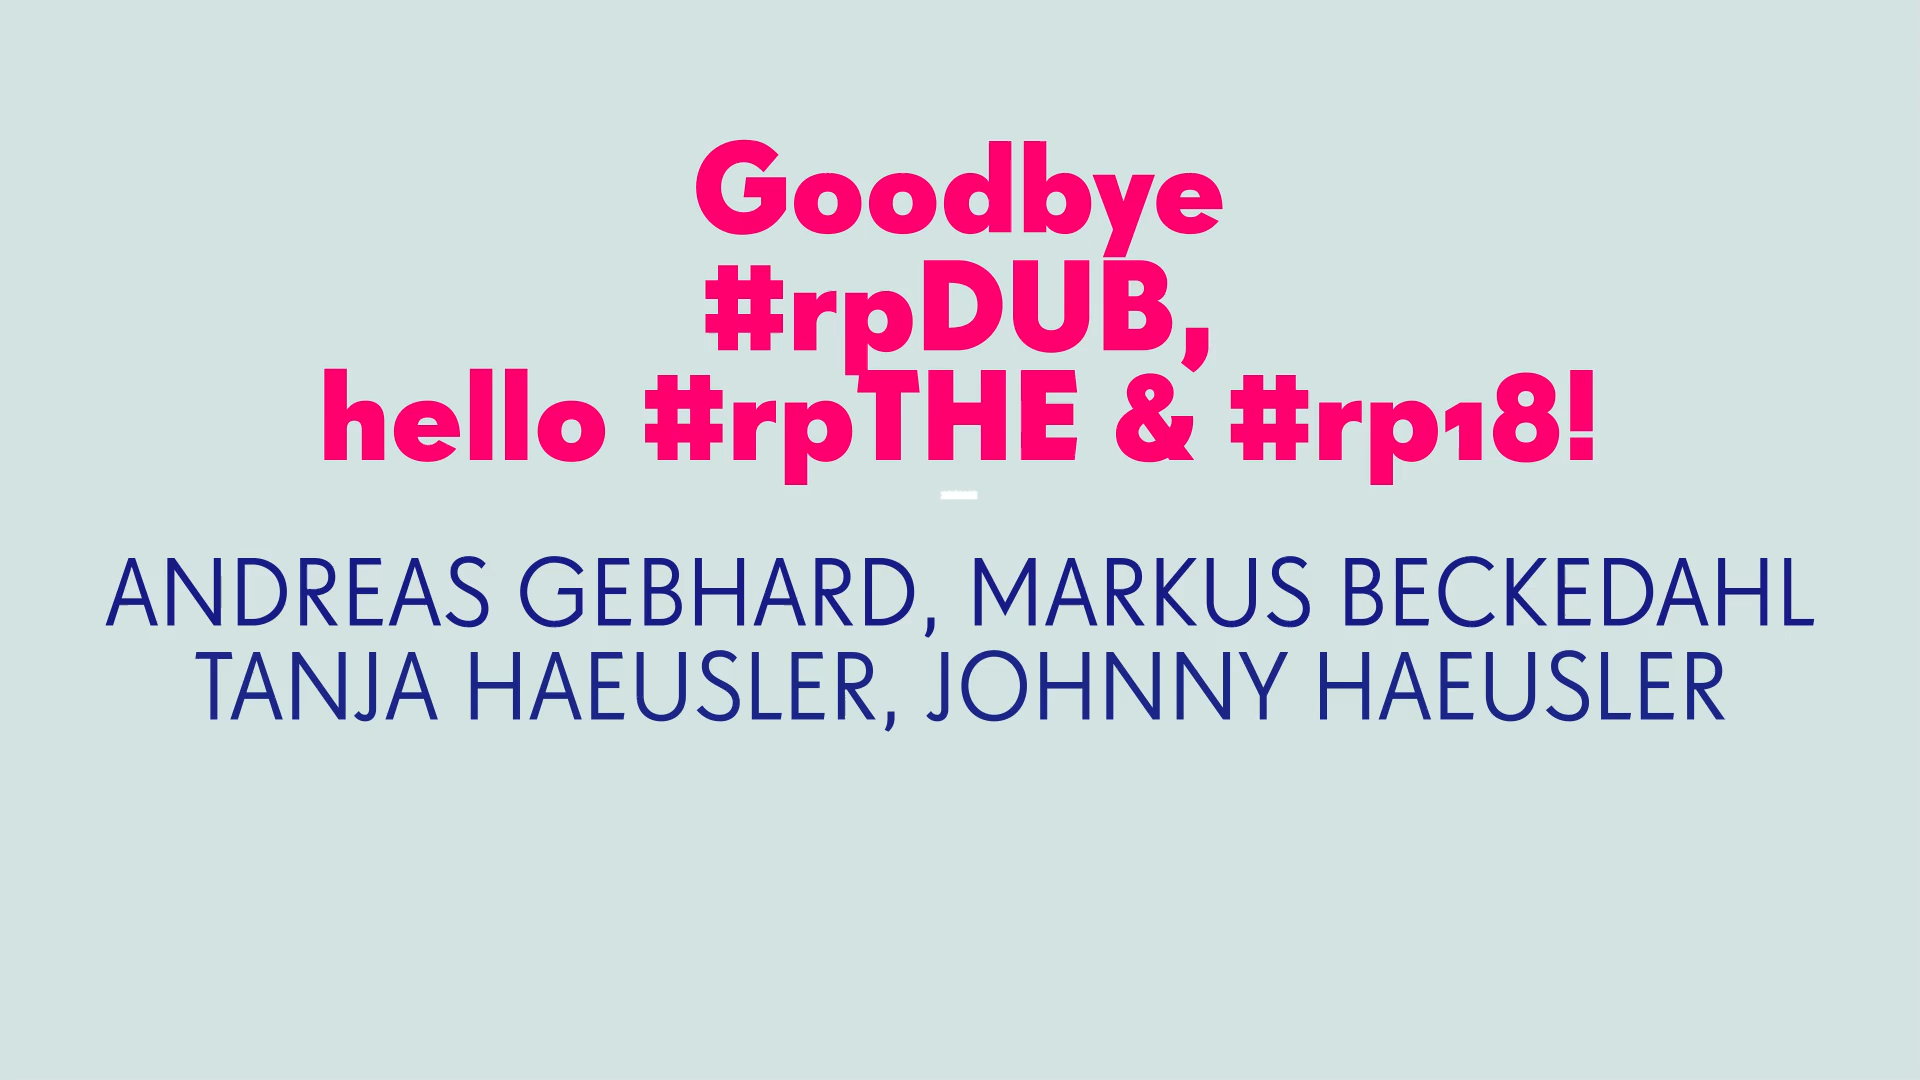 Goodbye
#rpDUB,
hello #rpTHE & #rp18!
ANDREAS GEBHARD, MARKUS BECKEDAHL
TANJA HAEUSLER, JOHNNY HAEUSLER